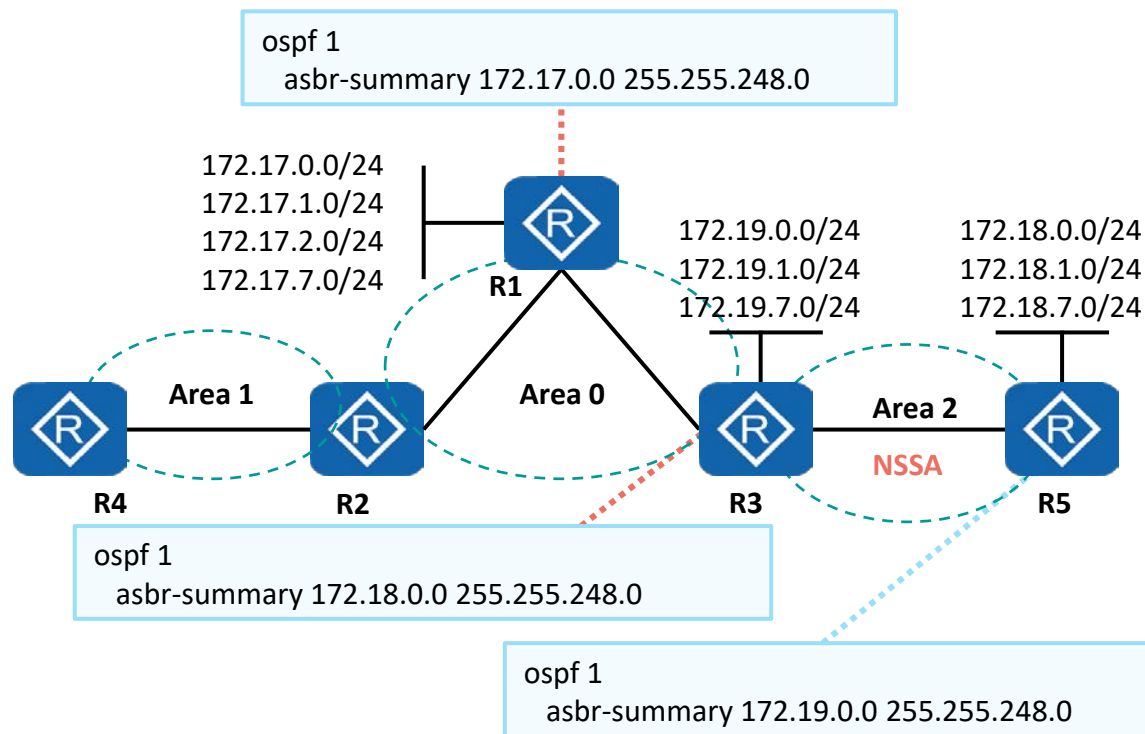 ospf 1
asbr-summary 172.17.0.0 255.255.248.0
172.17.0.0/24
172.17.1.0/24
172.17.2.0/24
172.17.7.0/24
R
R1
172.19.0.0/24
172.19.1.0/24
172.19.7.0/24
172.18.0.0/24
172.18.1.0/24
172.18.7.0/24
R
Area 1
R
Area 0
R
Area 2
NSSA
R
R4
R2
R3
R5
ospf 1
asbr-summary 172.18.0.0 255.255.248.0
ospf 1
asbr-summary 172.19.0.0 255.255.248.0